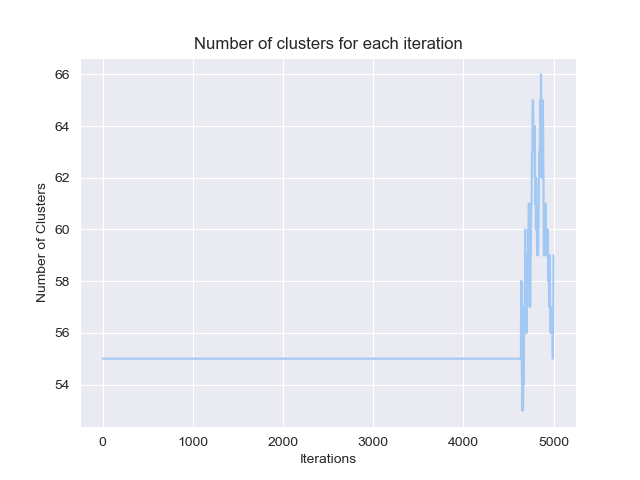 Number of clusters for each iteration
66
64
62
60
58
56
54
Number of Clusters
0 1000 2000 3000 4000 5000
Iterations